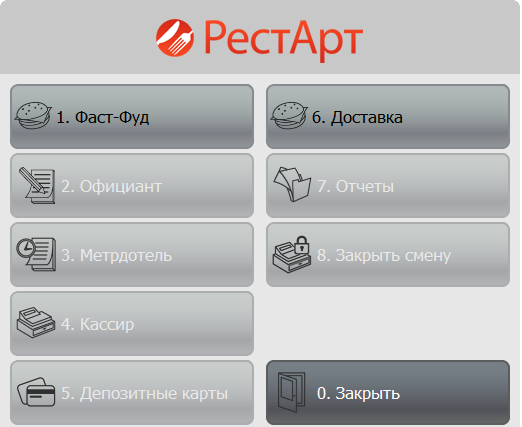 РестАрт
1. Фаст-Фуд
6. Доставка
2. Официант
7. Отчеты
3. Метрдотель
8. Закрыть смену
4. Кассир
5. Депозитные карты
0. Закрыть